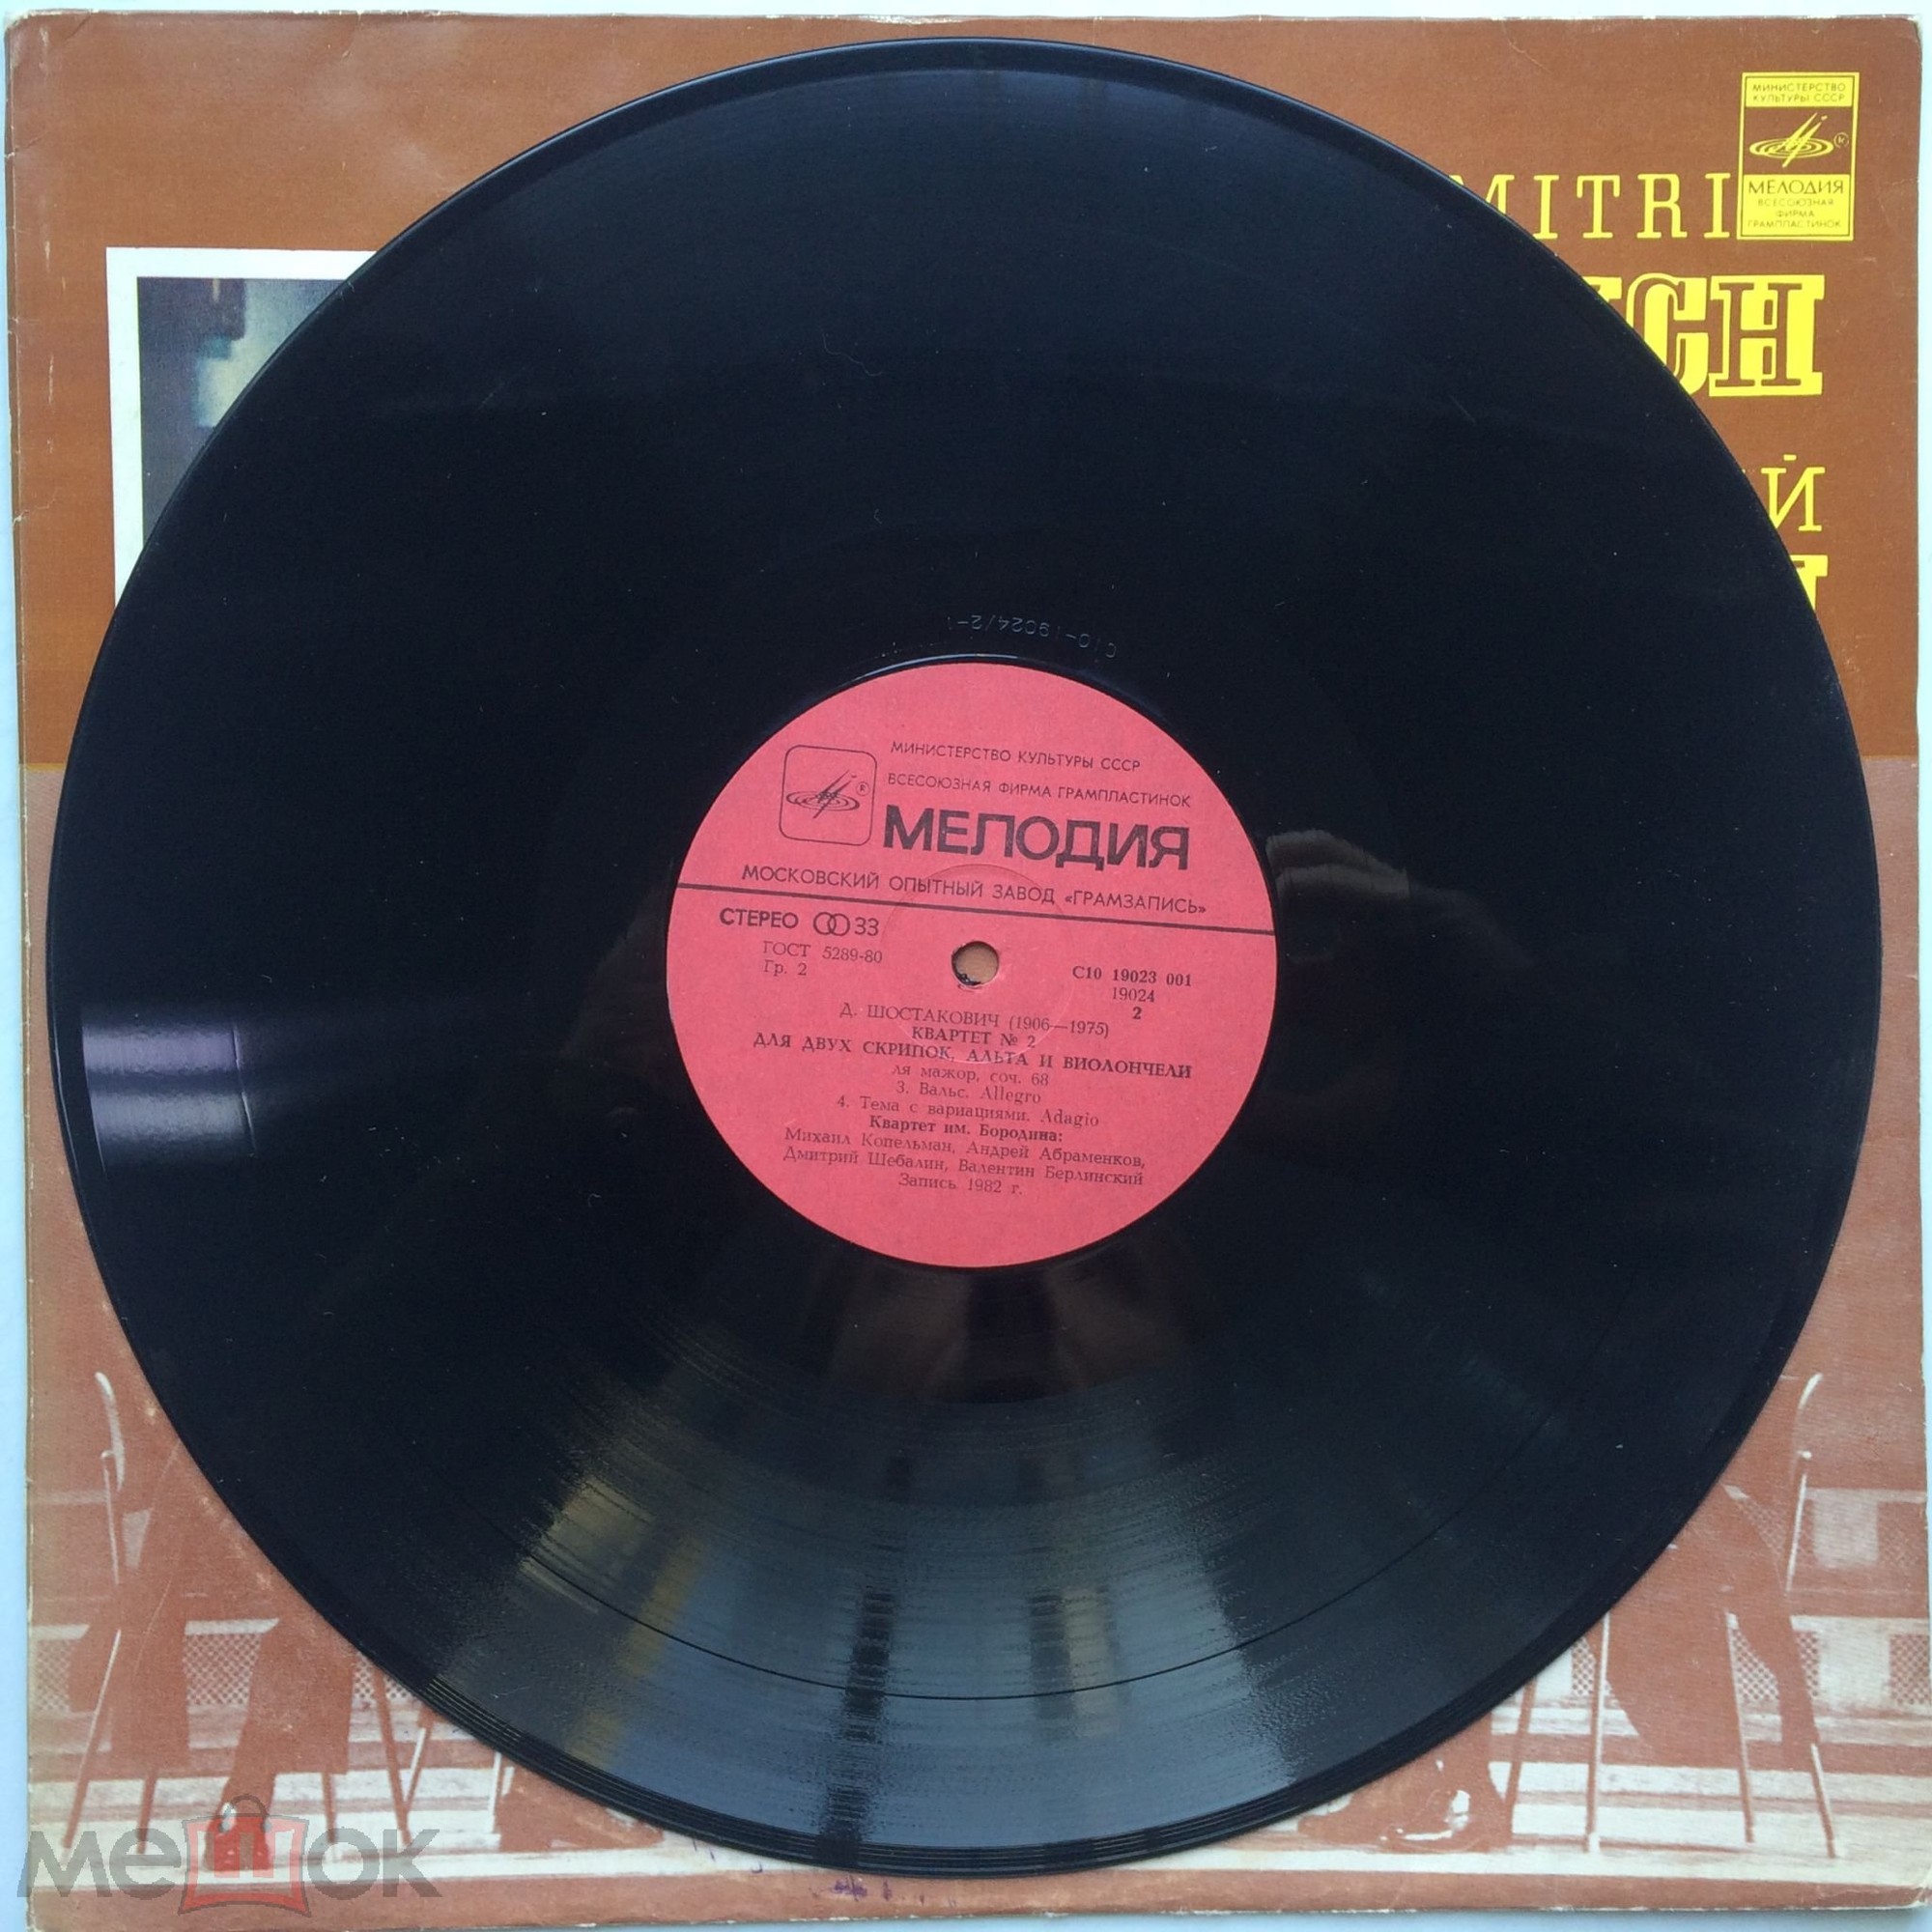 МИНИСТЕРСТВО
КУЛЬТУРЫ СССР
МЕЛОДИЯ
ВСЕСОЮЗНАЯ
ФИРМА
ГРАМПЛАСТИНОК
MITRI
CH
Й
С10-19024/2-1
МИНИСТЕРСТВО КУЛЬТУРЫ СССР
ВСЕСОЮЗНАЯ ФИРМА ГРАМПЛАСТИНОК
МЕЛОДИЯ
МОСКОВСКИЙ ОПЫТНЫЙ ЗАВОД «ГРАМЗАПИСЬ»
СТЕРЕО 33
ГОСТ 5289-80
Гр. 2
С10 19023 001
19024
2
Д. ШОСТАКОВИЧ (1906—1975)
КВАРТЕТ № 2
ДЛЯ ДВУХ СКРИПОК, АЛЬТА И ВИОЛОНЧЕЛИ
ля мажор, соч. 68
3. Вальс. Allegro
4. Тема с вариациями. Adagio
Квартет им. Бородина:
Михаил Копельман, Андрей Абраменков,
Дмитрий Шебалин, Валентин Берлинский
Запись 1982 г.
мешок